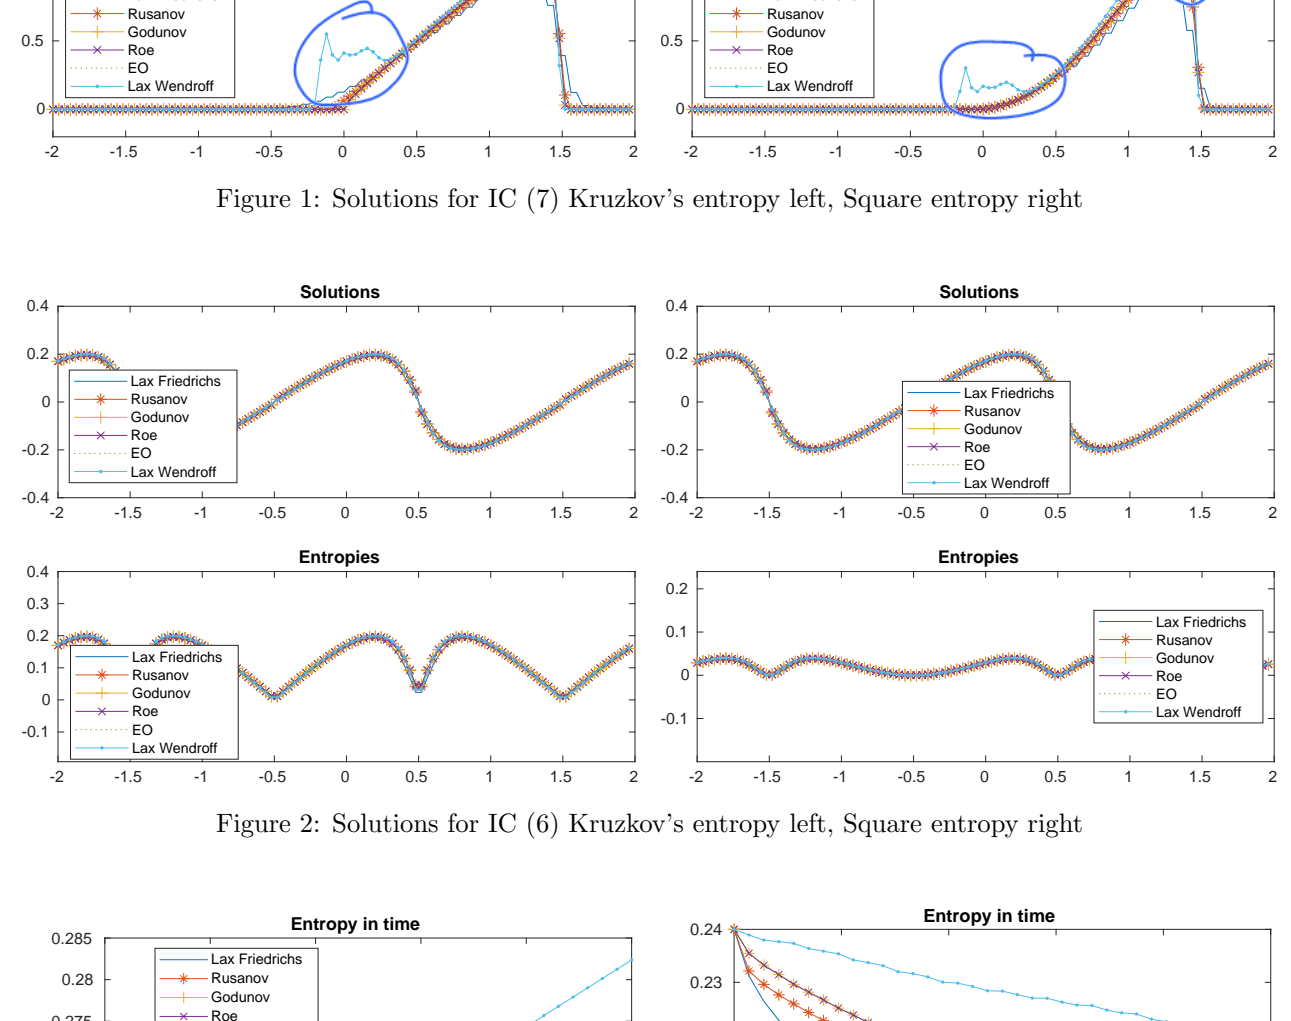 Rusanov
Godunov
Roe
EO
Lax Wendroff
0.5
0
-2 -1.5 -1 -0.5 0 0.5 1 1.5 2
Rusanov
Godunov
Roe
EO
Lax Wendroff
0.5
0
-2 -1.5 -1 -0.5 0 0.5 1 1.5 2
Figure 1: Solutions for IC (7) Kruzkov's entropy left, Square entropy right
Solutions
0.4
0.2
0
-0.2
-0.4
Lax Friedrichs
Rusanov
Godunov
Roe
EO
Lax Wendroff
-2 -1.5 -1 -0.5 0 0.5 1 1.5 2
Solutions
0.4
0.2
0
-0.2
-0.4
Lax Friedrichs
Rusanov
Godunov
Roe
EO
Lax Wendroff
-2 -1.5 -1 -0.5 0 0.5 1 1.5 2
Entropies
0.4
0.3
0.2
0.1
0
-0.1
Lax Friedrichs
Rusanov
Godunov
Roe
EO
Lax Wendroff
-2 -1.5 -1 -0.5 0 0.5 1 1.5 2
Entropies
0.2
0.1
0
-0.1
Lax Friedrichs
Rusanov
Godunov
Roe
EO
Lax Wendroff
-2 -1.5 -1 -0.5 0 0.5 1 1.5 2
Figure 2: Solutions for IC (6) Kruzkov's entropy left, Square entropy right
Entropy in time
0.285
0.28
0.275
Lax Friedrichs
Rusanov
Godunov
Roe
Entropy in time
0.24
0.23